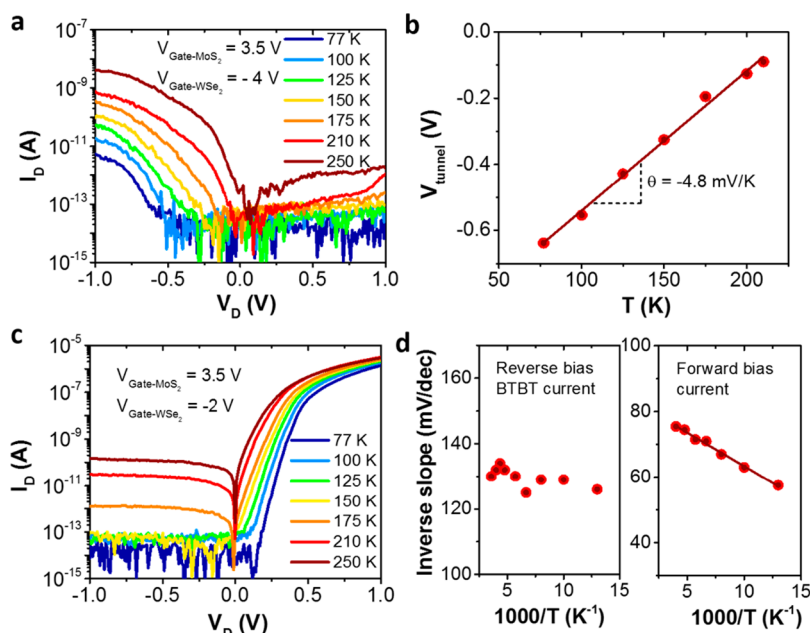 a
I_D (A)
10^-7
10^-9
10^-11
10^-13
10^-15
V_Gate-MoS₂ = 3.5 V
V_Gate-WSe₂ = - 4 V
77 K
100 K
125 K
150 K
175 K
210 K
250 K
-1.0 -0.5 0.0 0.5 1.0
V_D (V)
b
V_tunnel (V)
0.0
-0.2
-0.4
-0.6
θ = -4.8 mV/K
50 100 150 200
T (K)
c
I_D (A)
10^-5
10^-7
10^-9
10^-11
10^-13
10^-15
V_Gate-MoS₂ = 3.5 V
V_Gate-WSe₂ = -2 V
77 K
100 K
125 K
150 K
175 K
210 K
250 K
-1.0 -0.5 0.0 0.5 1.0
V_D (V)
d
Inverse slope (mV/dec)
160
140
120
100
Reverse bias
BTBT current
5 10 15
1000/T (K^-1)
100
80
60
40
Forward bias
current
5 10 15
1000/T (K^-1)